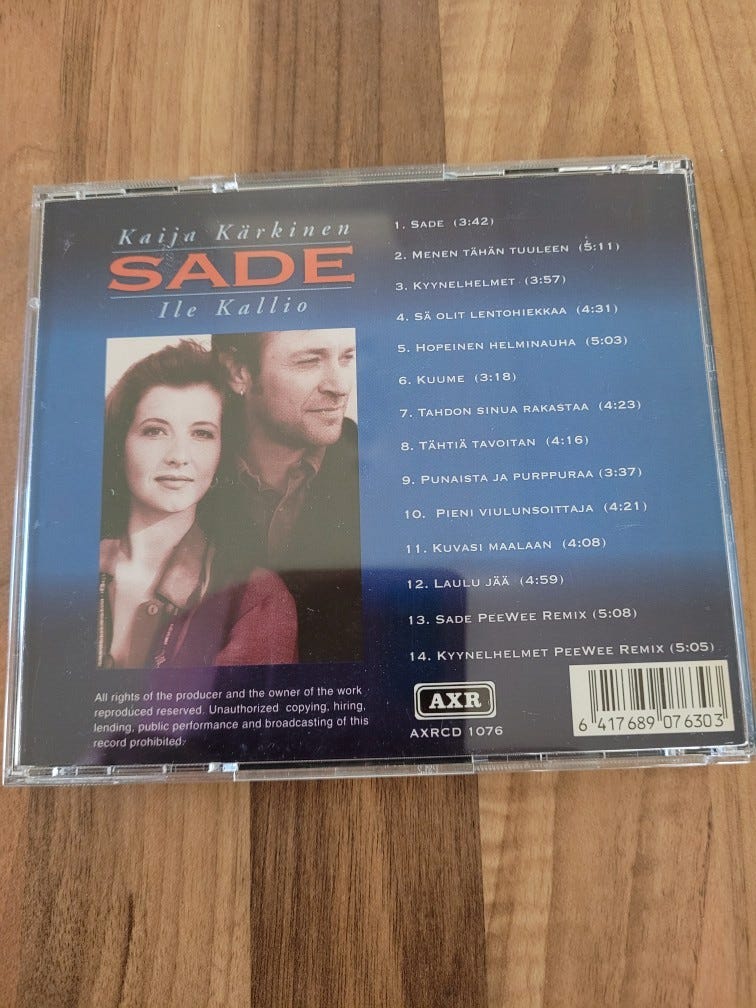 Kaija Kärkinen
SADE
Ile Kallio
1. SADE (3:42)
2. MENEN TÄHÄN TUULEEN (5:11)
3. KYYNELHELMET (3:57)
4. SÄ OLIT LENTOHIEKKAA (4:31)
5. HOPEINEN HELMINAUHA (5:03)
6. KUUME (3:18)
7. TAHDON SINUA RAKASTAA (4:23)
8. TÄHTIÄ TAVOITAN (4:16)
9. PUNAISTA JA PURPPURAA (3:37)
10. PIENI VIULUNSOITTAJA (4:21)
11. KUVASI MAALAAN (4:08)
12. LAULU JÄÄ (4:59)
13. SADE PEEWEE REMIX (5:08)
14. KYYNELHELMET PEEWEE REMIX (5:05)
All rights of the producer and the owner of the work
reproduced reserved. Unauthorized copying, hiring,
lending, public performance and broadcasting of this
record prohibited.
AXR
AXRCD 1076
6 417689 076303